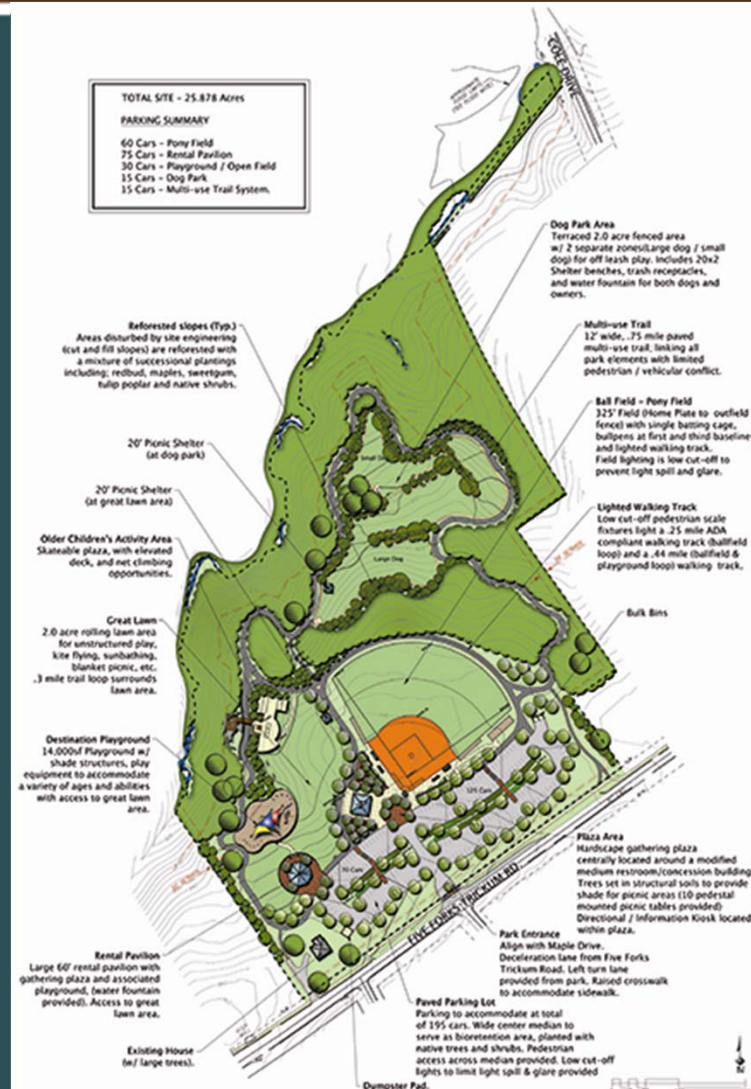 TOTAL SITE - 25.878 Acres
PARKING SUMMARY
60 Cars - Pony Field
75 Cars - Rental Pavilion
30 Cars - Playground / Open Field
15 Cars - Dog Park
15 Cars - Multi-use Trail System.
COLE DRIVE
Dog Park Area
Terraced 2.0 acre fenced area
w/ 2 separate zones(Large dog / small
dog) for off leash play. Includes 20x2
Shelter benches, trash receptacles,
and water fountain for both dogs and
owners.
Reforested slopes (Typ.)
Areas disturbed by site engineering
(cut and fill slopes) are reforested with
a mixture of successional plantings
including; redbud, maples, sweetgum,
tulip poplar and native shrubs.
Multi-use Trail
12' wide, .75 mile paved
multi-use trail, linking all
park elements with limited
pedestrian / vehicular conflict.
Ball Field - Pony Field
325' Field (Home Plate to outfield
fence) with single batting cage,
bullpens at first and third baseline
and lighted walking track.
Field lighting is low cut-off to
prevent light spill and glare.
20' Picnic Shelter
(at dog park)
Small Dog
20' Picnic Shelter
(at great lawn area)
Lighted Walking Track
Low cut-off pedestrian scale
fixtures light a .25 mile ADA
compliant walking track (ballfield
loop) and a .44 mile (ballfield &
playground loop) walking track.
Older Children's Activity Area
Skateable plaza, with elevated
deck, and net climbing
opportunities.
Large Dog
Bulk Bins
Great Lawn
2.0 acre rolling lawn area
for unstructured play,
kite flying, sunbathing,
blanket picnic, etc.
.3 mile trail loop surrounds
lawn area.
Destination Playground
14,000sf Playground w/
shade structures, play
equipment to accommodate
a variety of ages and abilities
with access to great lawn
area.
125 Cars
70 Cars
Plaza Area
Hardscape gathering plaza
centrally located around a modified
medium restroom/concession building
Trees set in structural soils to provide
shade for picnic areas (10 pedestal
mounted picnic tables provided)
Directional / Information Kiosk located
within plaza.
FIVE FORKS-TRICKUM RD.
Park Entrance
Align with Maple Drive.
Deceleration lane from Five Forks
Trickum Road. Left turn lane
provided from park. Raised crosswalk
to accommodate sidewalk.
Rental Pavilion
Large 60' rental pavilion with
gathering plaza and associated
playground, (water fountain
provided). Access to great
lawn area.
Paved Parking Lot
Parking to accommodate at total
of 195 cars. Wide center median to
serve as bioretention area, planted with
native trees and shrubs. Pedestrian
access across median provided. Low cut-off
lights to limit light spill & glare provided
Existing House
(w/ large trees).
Dumpster Pad.
N